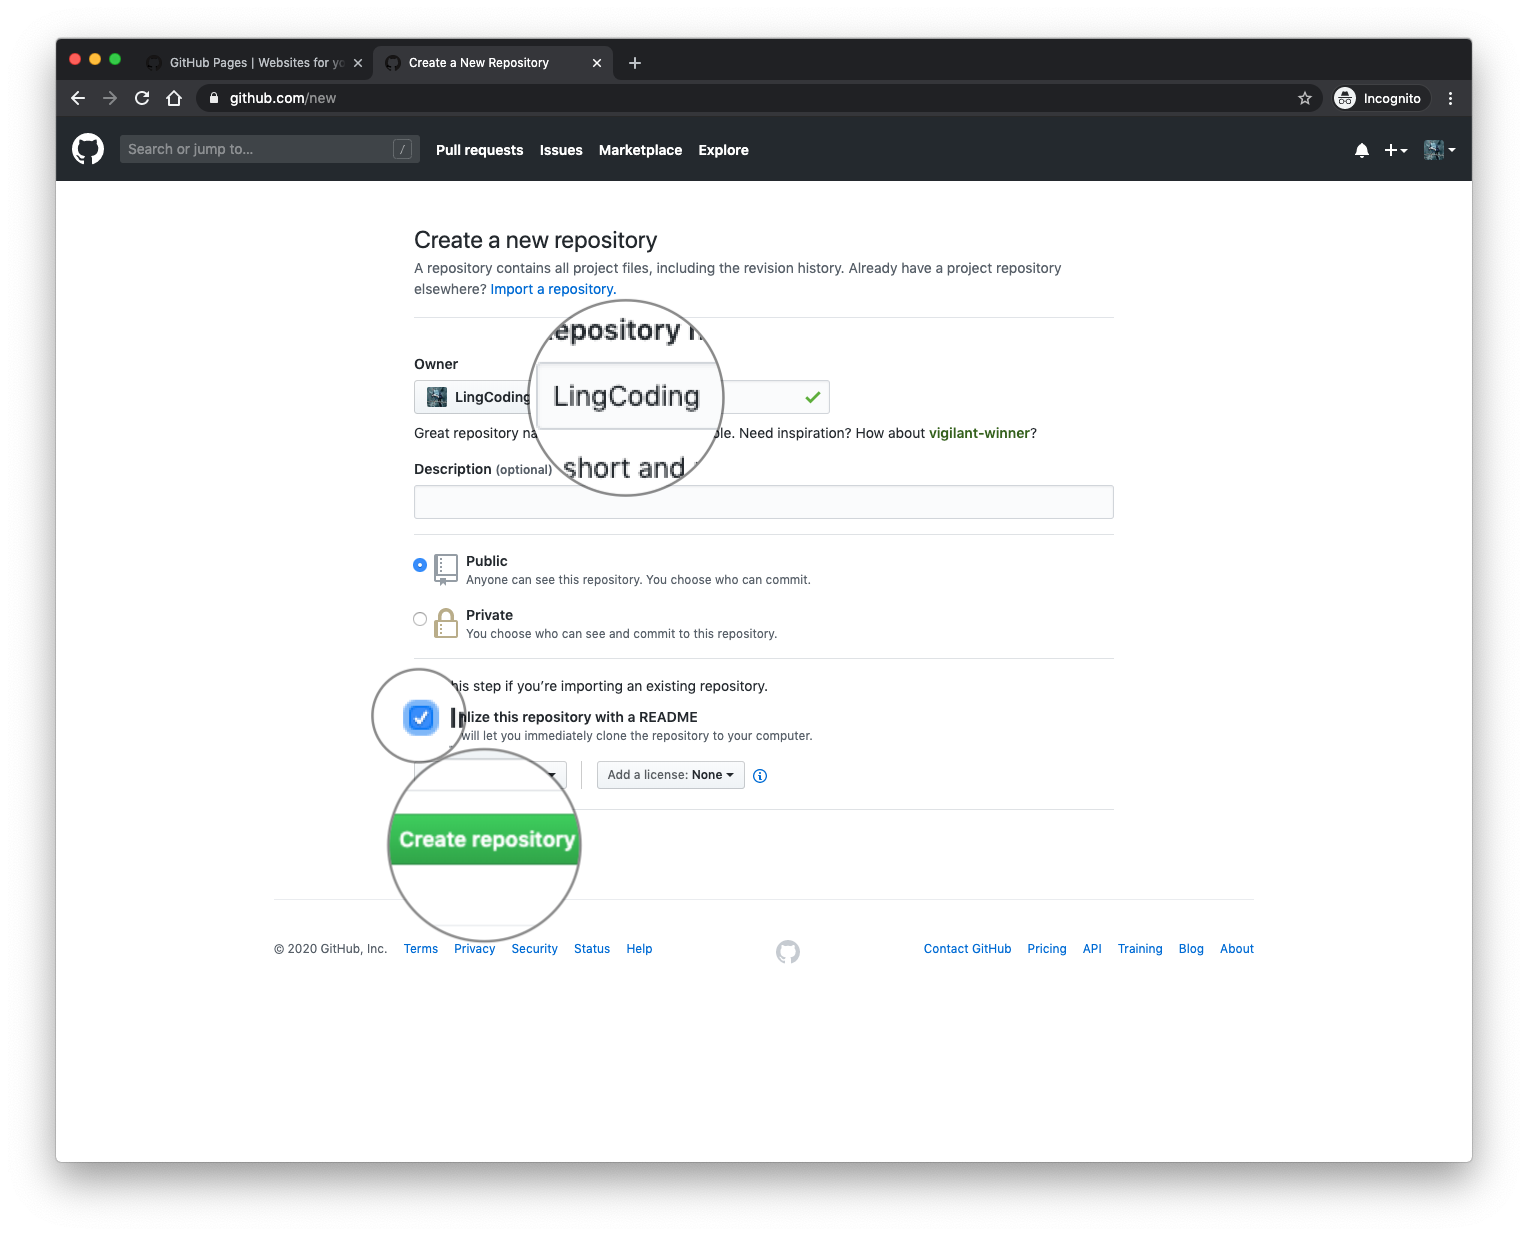 GitHub Pages | Websites for yo
Create a New Repository
github.com/new
Incognito
Search or jump to...
/
Pull requests
Issues
Marketplace
Explore
Create a new repository
A repository contains all project files, including the revision history. Already have a project repository
elsewhere? Import a repository.
Owner
epository
LingCoding
LingCoding
Great repository
Need inspiration? How about vigilant-winner?
short and
Description (optional)
Public
Anyone can see this repository. You choose who can commit.
Private
You choose who can see and commit to this repository.
his step if you’re importing an existing repository.
lize this repository with a README
will let you immediately clone the repository to your computer.
Add a license: None
Create repository
© 2020 GitHub, Inc.
Terms
Privacy
Security
Status
Help
Contact GitHub
Pricing
API
Training
Blog
About